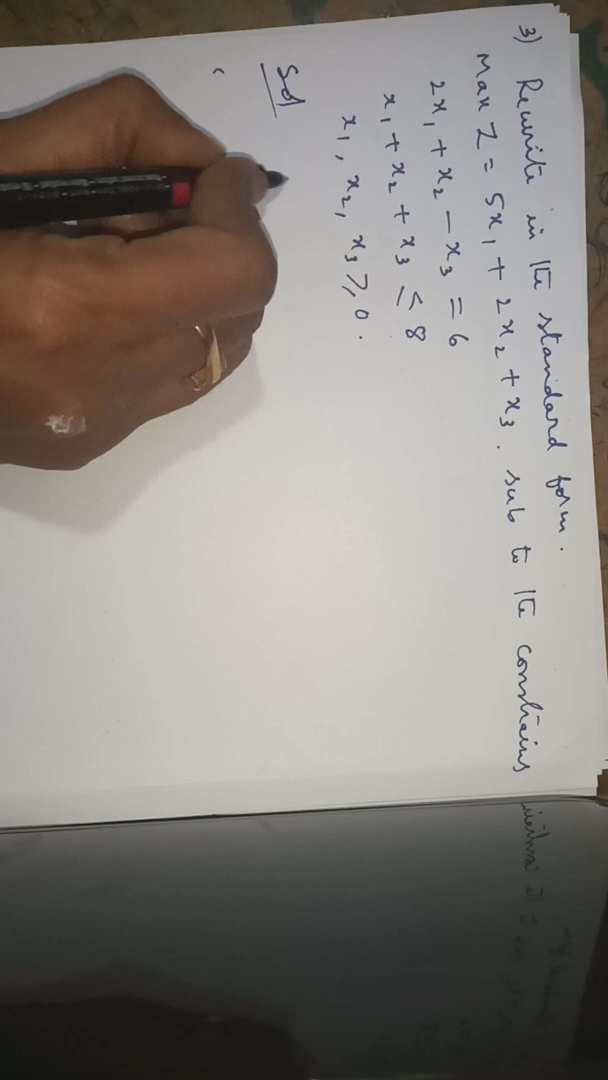 3) Rewrite in the standard form.
Max Z = 5x₁ + 2x₂ + x₃. sub to the constrains
2x₁ + x₂ – x₃ = 6
x₁ + x₂ + x₃ ≤ 8
x₁, x₂, x₃ ≥ 0.
Sol